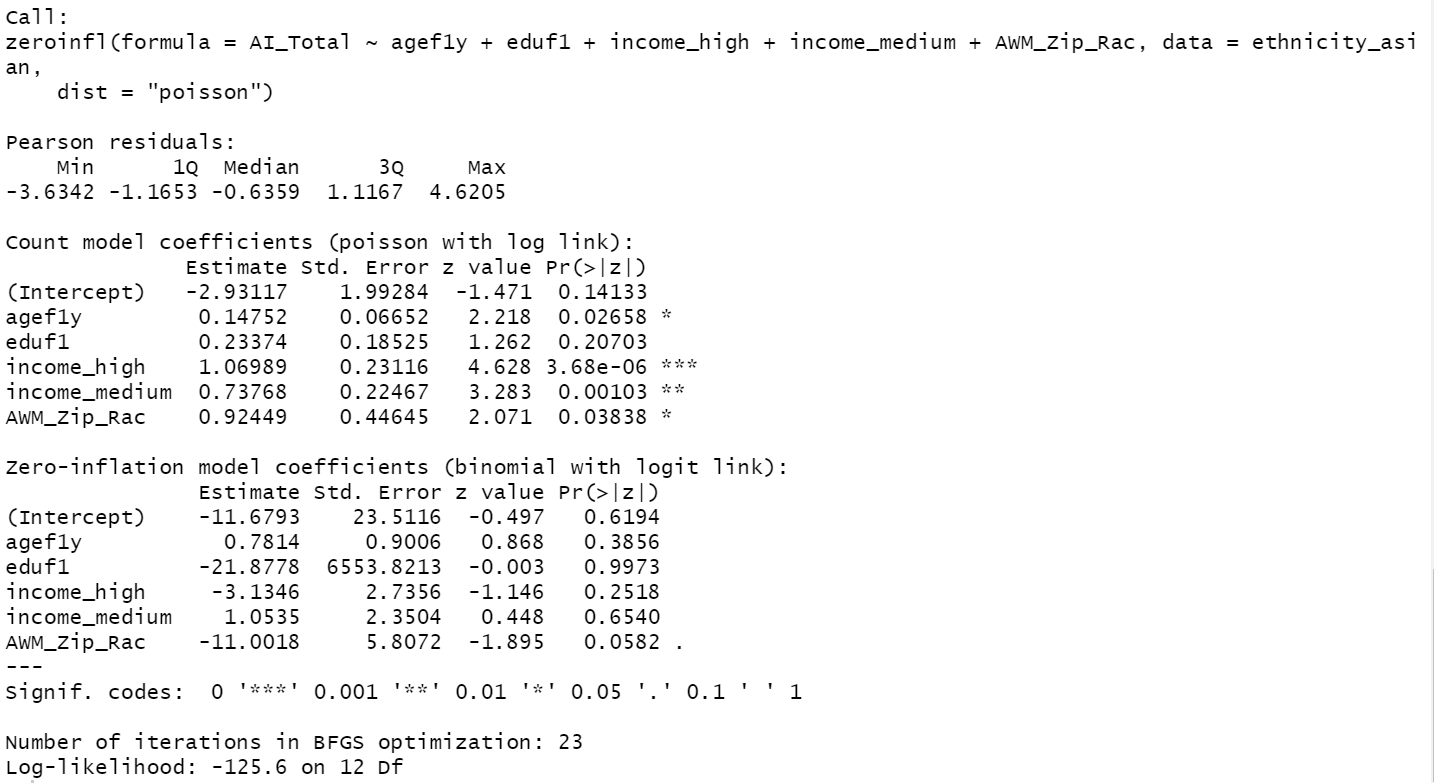 Call:
zeroinfl(formula = AI_Total ~ agef1y + eduf1 + income_high + income_medium + AWM_Zip_Rac, data = ethnicity_asi
an,
    dist = "poisson")

Pearson residuals:
    Min      1Q  Median      3Q     Max
-3.6342 -1.1653 -0.6359  1.1167  4.6205

Count model coefficients (poisson with log link):
              Estimate Std. Error z value Pr(>|z|)
(Intercept)   -2.93117    1.99284  -1.471  0.14133
agef1y         0.14752    0.06652   2.218  0.02658 *
eduf1          0.23374    0.18525   1.262  0.20703
income_high    1.06989    0.23116   4.628 3.68e-06 ***
income_medium  0.73768    0.22467   3.283  0.00103 **
AWM_Zip_Rac    0.92449    0.44645   2.071  0.03838 *

Zero-inflation model coefficients (binomial with logit link):
               Estimate Std. Error z value Pr(>|z|)
(Intercept)    -11.6793    23.5116  -0.497   0.6194
agef1y           0.7814     0.9006   0.868   0.3856
eduf1          -21.8778  6553.8213  -0.003   0.9973
income_high     -3.1346     2.7356  -1.146   0.2518
income_medium    1.0535     2.3504   0.448   0.6540
AWM_Zip_Rac    -11.0018     5.8072  -1.895   0.0582 .
---
Signif. codes:  0 '***' 0.001 '**' 0.01 '*' 0.05 '.' 0.1 ' ' 1

Number of iterations in BFGS optimization: 23
Log-likelihood: -125.6 on 12 Df